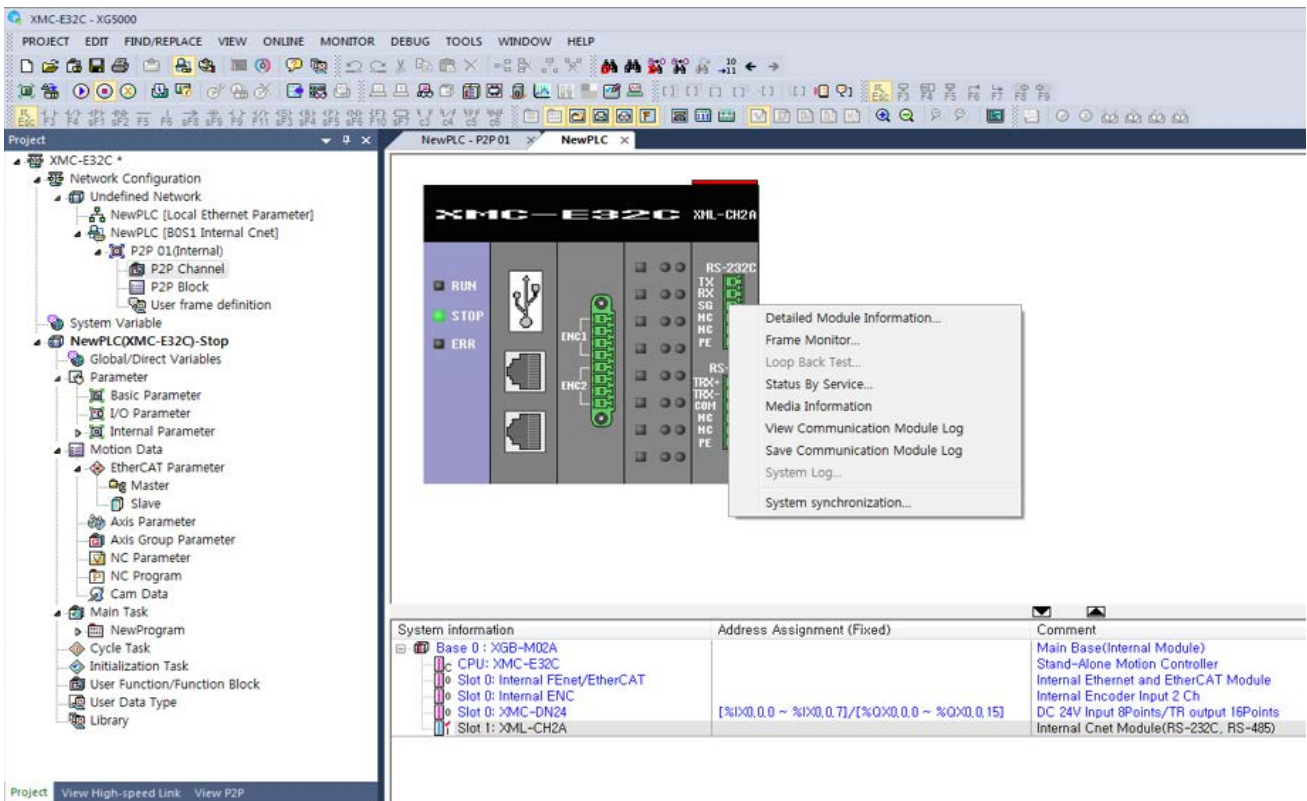 XMC-E32C - XG5000
PROJECT EDIT FIND/REPLACE VIEW ONLINE MONITOR DEBUG TOOLS WINDOW HELP
Project
NewPLC - P2P 01
NewPLC
XMC-E32C *
Network Configuration
Undefined Network
NewPLC [Local Ethernet Parameter]
NewPLC [B0S1 Internal Cnet]
P2P 01(Internal)
P2P Channel
P2P Block
User frame definition
System Variable
NewPLC(XMC-E32C)-Stop
Global/Direct Variables
Parameter
Basic Parameter
I/O Parameter
Internal Parameter
Motion Data
EtherCAT Parameter
Master
Slave
Axis Parameter
Axis Group Parameter
NC Parameter
NC Program
Cam Data
Main Task
NewProgram
Cycle Task
Initialization Task
User Function/Function Block
User Data Type
Library
Project View High-speed Link View P2P
XMC-E32C XML-CH2A
RUN
STOP
ERR
ENC1
ENC2
RS-232C
TX
RX
SG
NC
NC
PE
RS-
TRX+
TRX-
COM
NC
NC
PE
Detailed Module Information...
Frame Monitor...
Loop Back Test...
Status By Service...
Media Information
View Communication Module Log
Save Communication Module Log
System Log...
System synchronization...
System information Address Assignment (Fixed) Comment
Base 0 : XGB-M02A Main Base(Internal Module)
CPU: XMC-E32C Stand-Alone Motion Controller
Slot 0: Internal FEnet/EtherCAT Internal Ethernet and EtherCAT Module
Slot 0: Internal ENC Internal Encoder Input 2 Ch
Slot 0: XMC-DN24 [%IX0.0.0 ~ %IX0.0.7]/[%QX0.0.0 ~ %QX0.0.15] DC 24V Input 8Points/TR output 16Points
Slot 1: XML-CH2A Internal Cnet Module(RS-232C, RS-485)